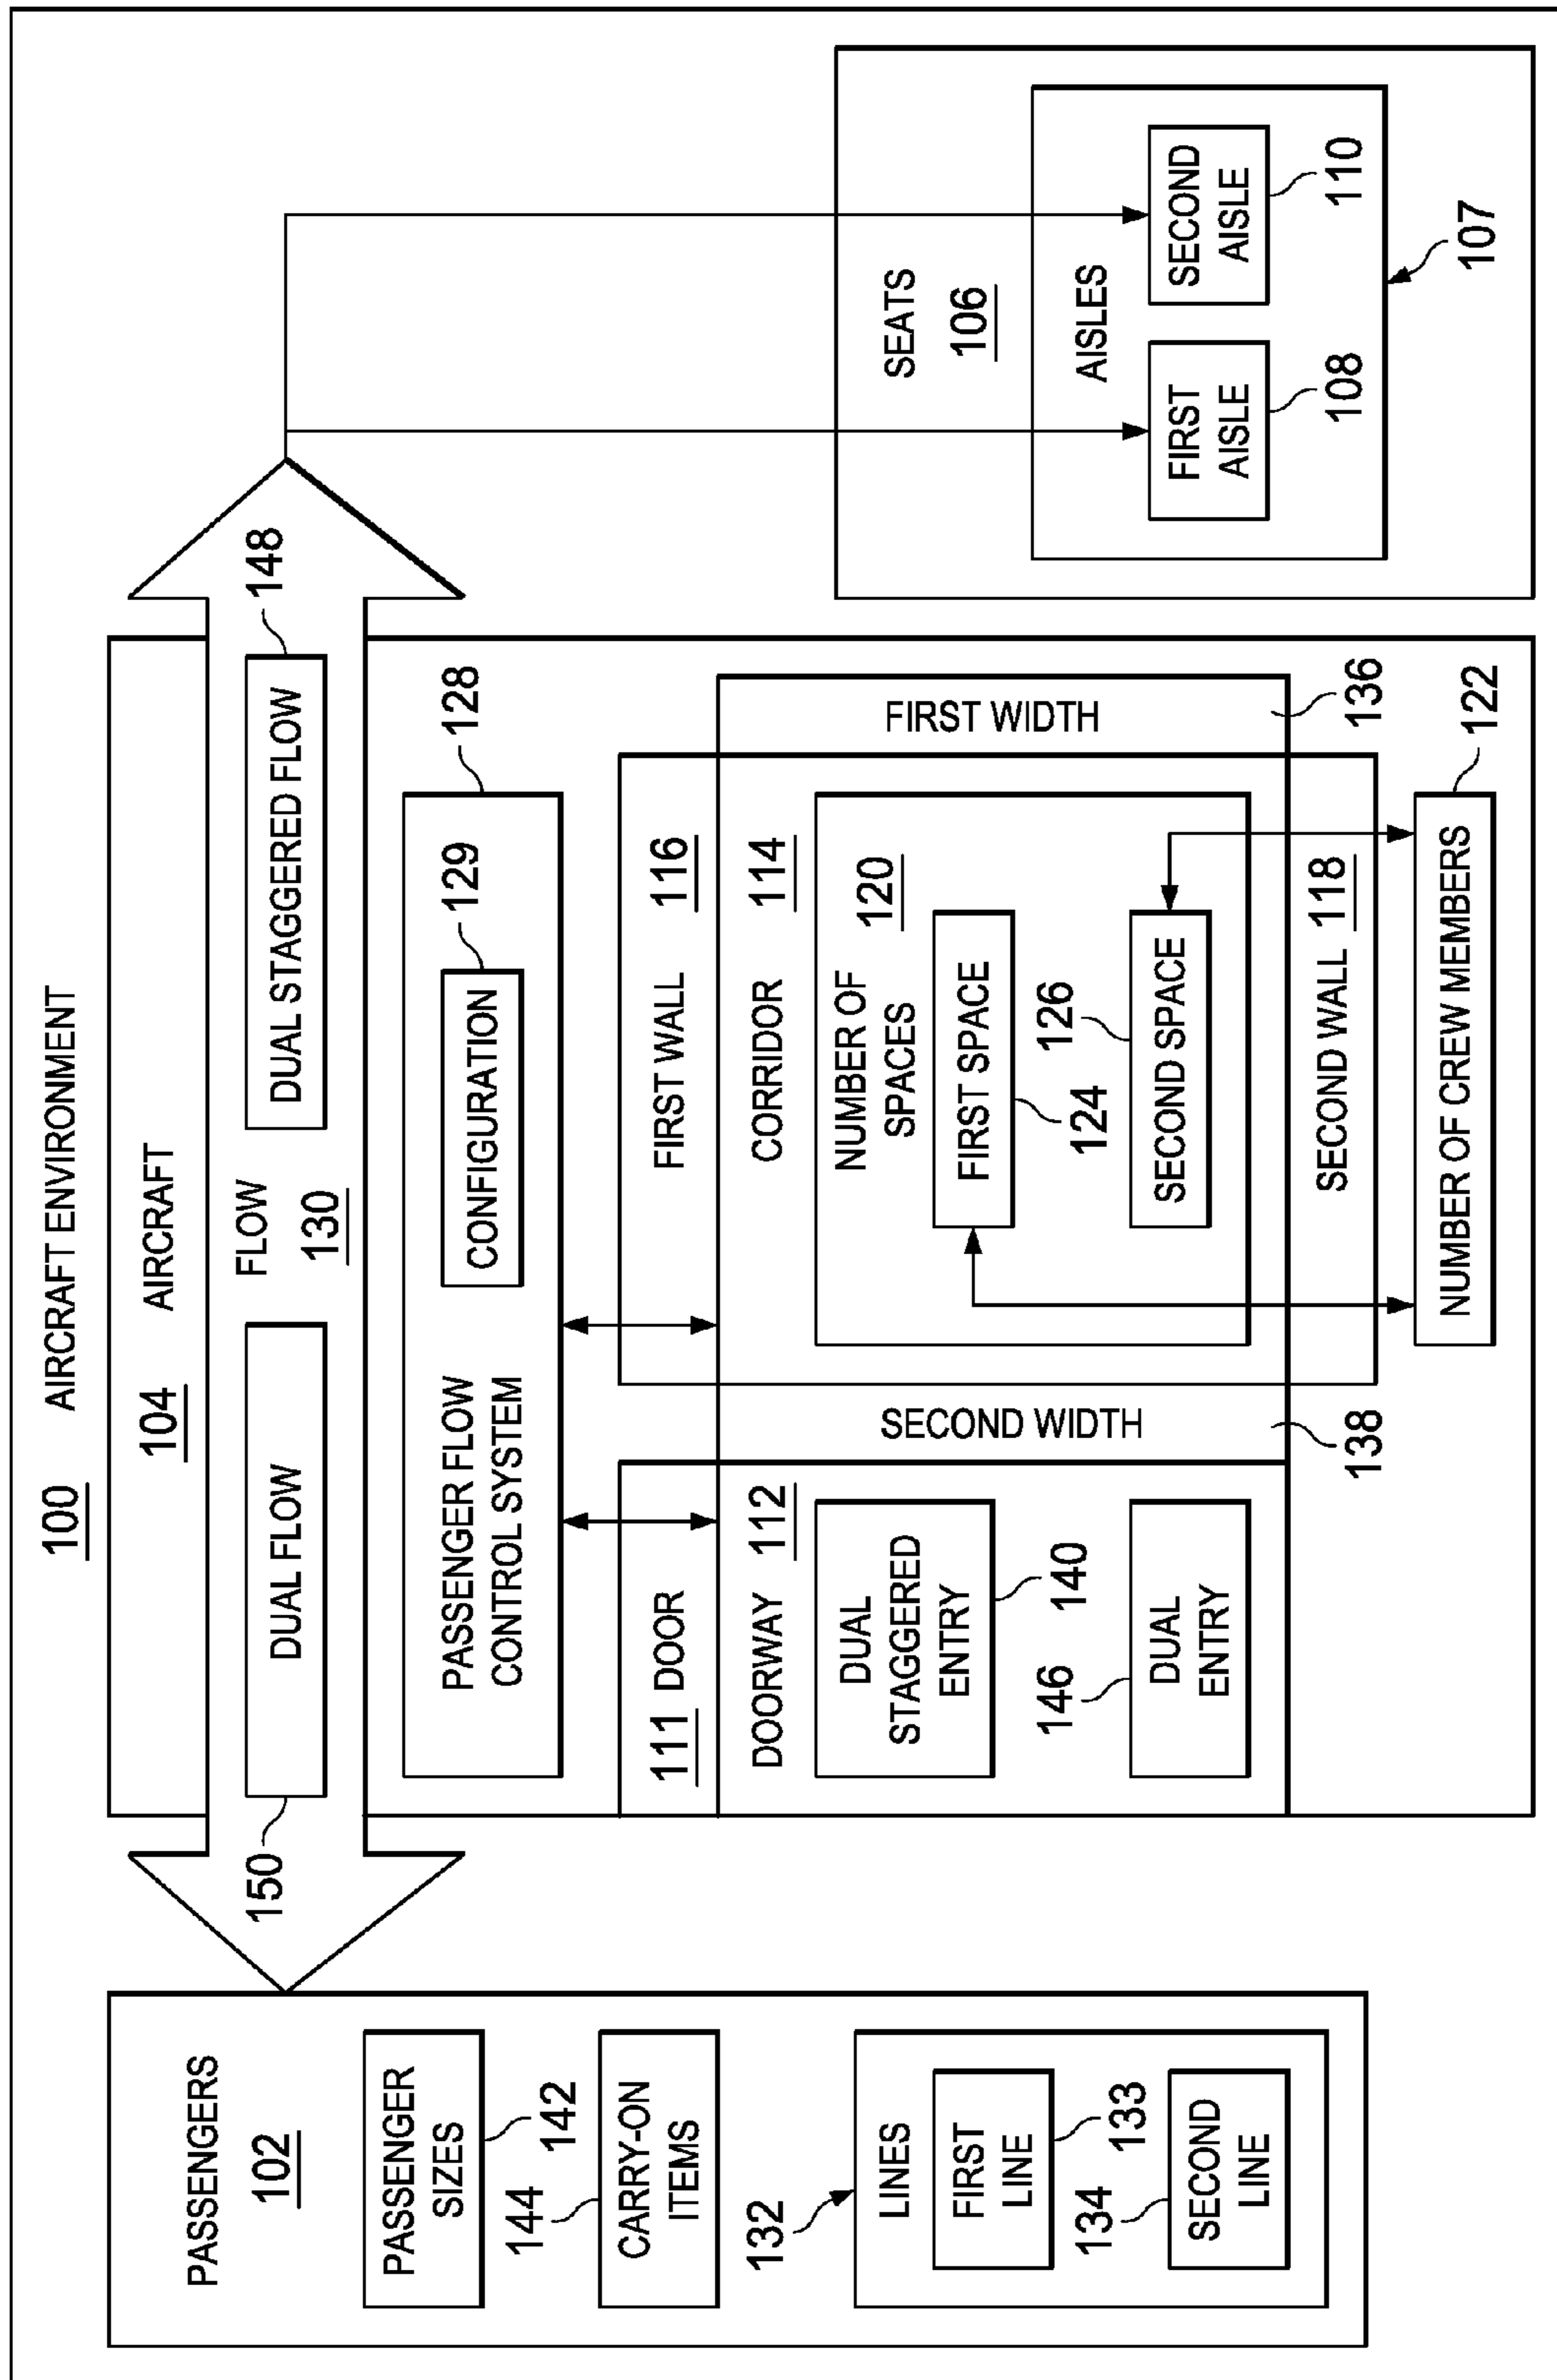 100 AIRCRAFT ENVIRONMENT
104 AIRCRAFT
DUAL FLOW
150
FLOW
130
DUAL STAGGERED FLOW
148
PASSENGERS
102
PASSENGER
SIZES
142
144
CARRY-ON
ITEMS
132
LINES
FIRST
LINE
133
134
SECOND
LINE
PASSENGER FLOW
CONTROL SYSTEM
CONFIGURATION
129
128
111 DOOR
DOORWAY 112
DUAL
STAGGERED
ENTRY
140
146
DUAL
ENTRY
SECOND WIDTH
138
FIRST WALL 116
CORRIDOR 114
NUMBER OF
SPACES
120
FIRST SPACE
124
126
SECOND SPACE
SECOND WALL 118
FIRST WIDTH
136
NUMBER OF CREW MEMBERS
122
SEATS
106
AISLES
FIRST
AISLE
108
SECOND
AISLE
110
107